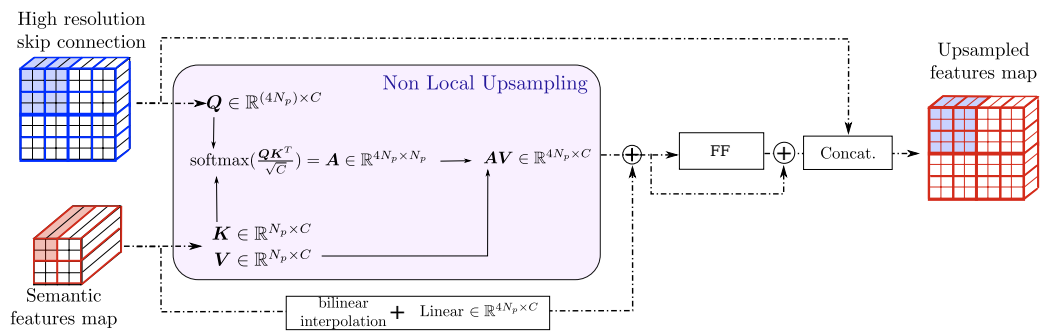 High resolution
skip connection
Non Local Upsampling
Q ∈ ℝ^{(4N_p)×C}
softmax(QK^T/√C) = A ∈ ℝ^{4N_p×N_p}
AV ∈ ℝ^{4N_p×C}
K ∈ ℝ^{N_p×C}
V ∈ ℝ^{N_p×C}
FF
Concat.
Upsampled
features map
Semantic
features map
bilinear
interpolation + Linear ∈ ℝ^{4N_p×C}